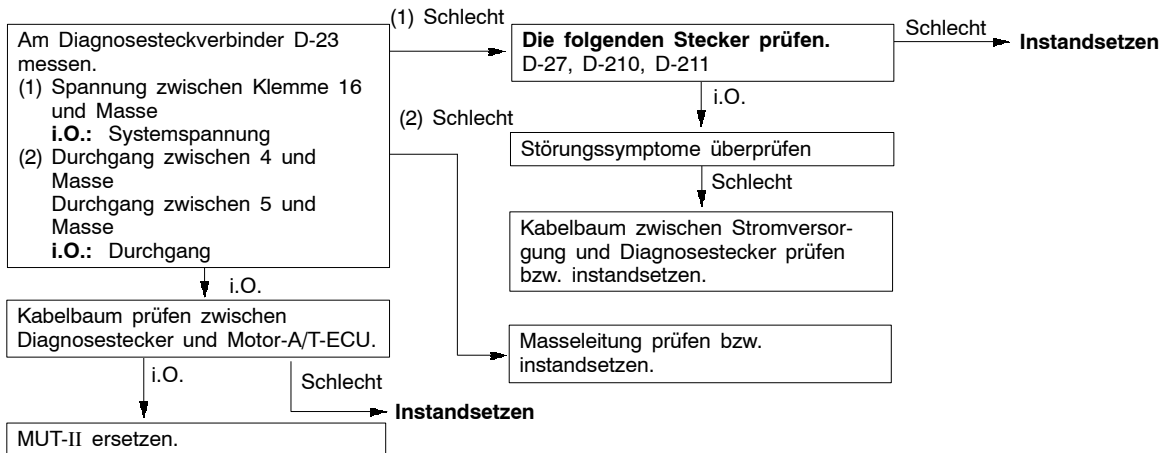 Am Diagnosesteckverbinder D-23
messen.
(1) Spannung zwischen Klemme 16
und Masse
i.O.: Systemspannung
(2) Durchgang zwischen 4 und
Masse
Durchgang zwischen 5 und
Masse
i.O.: Durchgang
(1) Schlecht
Die folgenden Stecker prüfen.
D-27, D-210, D-211
Schlecht
Instandsetzen
i.O.
(2) Schlecht
Störungssymptome überprüfen
Schlecht
Kabelbaum zwischen Stromversor-
gung und Diagnosestecker prüfen
bzw. instandsetzen.
Masseleitung prüfen bzw.
instandsetzen.
i.O.
Kabelbaum prüfen zwischen
Diagnosestecker und Motor-A/T-ECU.
i.O.
Schlecht
Instandsetzen
MUT-II ersetzen.